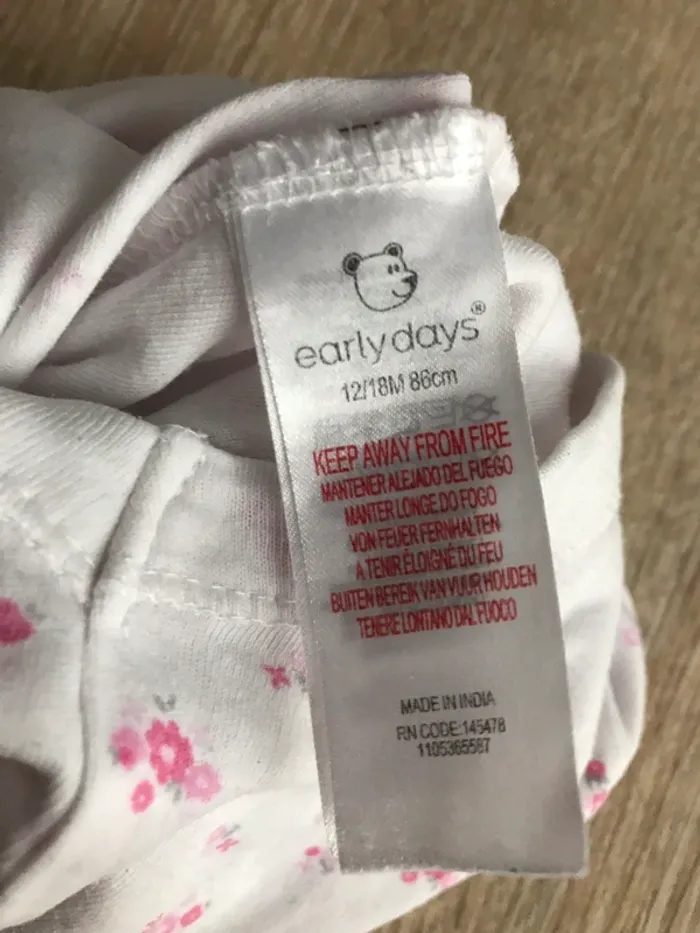 earlydays®
12/18M 86cm
KEEP AWAY FROM FIRE
MANTENER ALEJADO DEL FUEGO
MANTER LONGE DO FOGO
VON FEUER FERNHALTEN
A TENIR ÉLOIGNÉ DU FEU
BUITEN BEREIK VAN VUUR HOUDEN
TENERE LONTANO DAL FUOCO
MADE IN INDIA
RN CODE:145478
1105365587